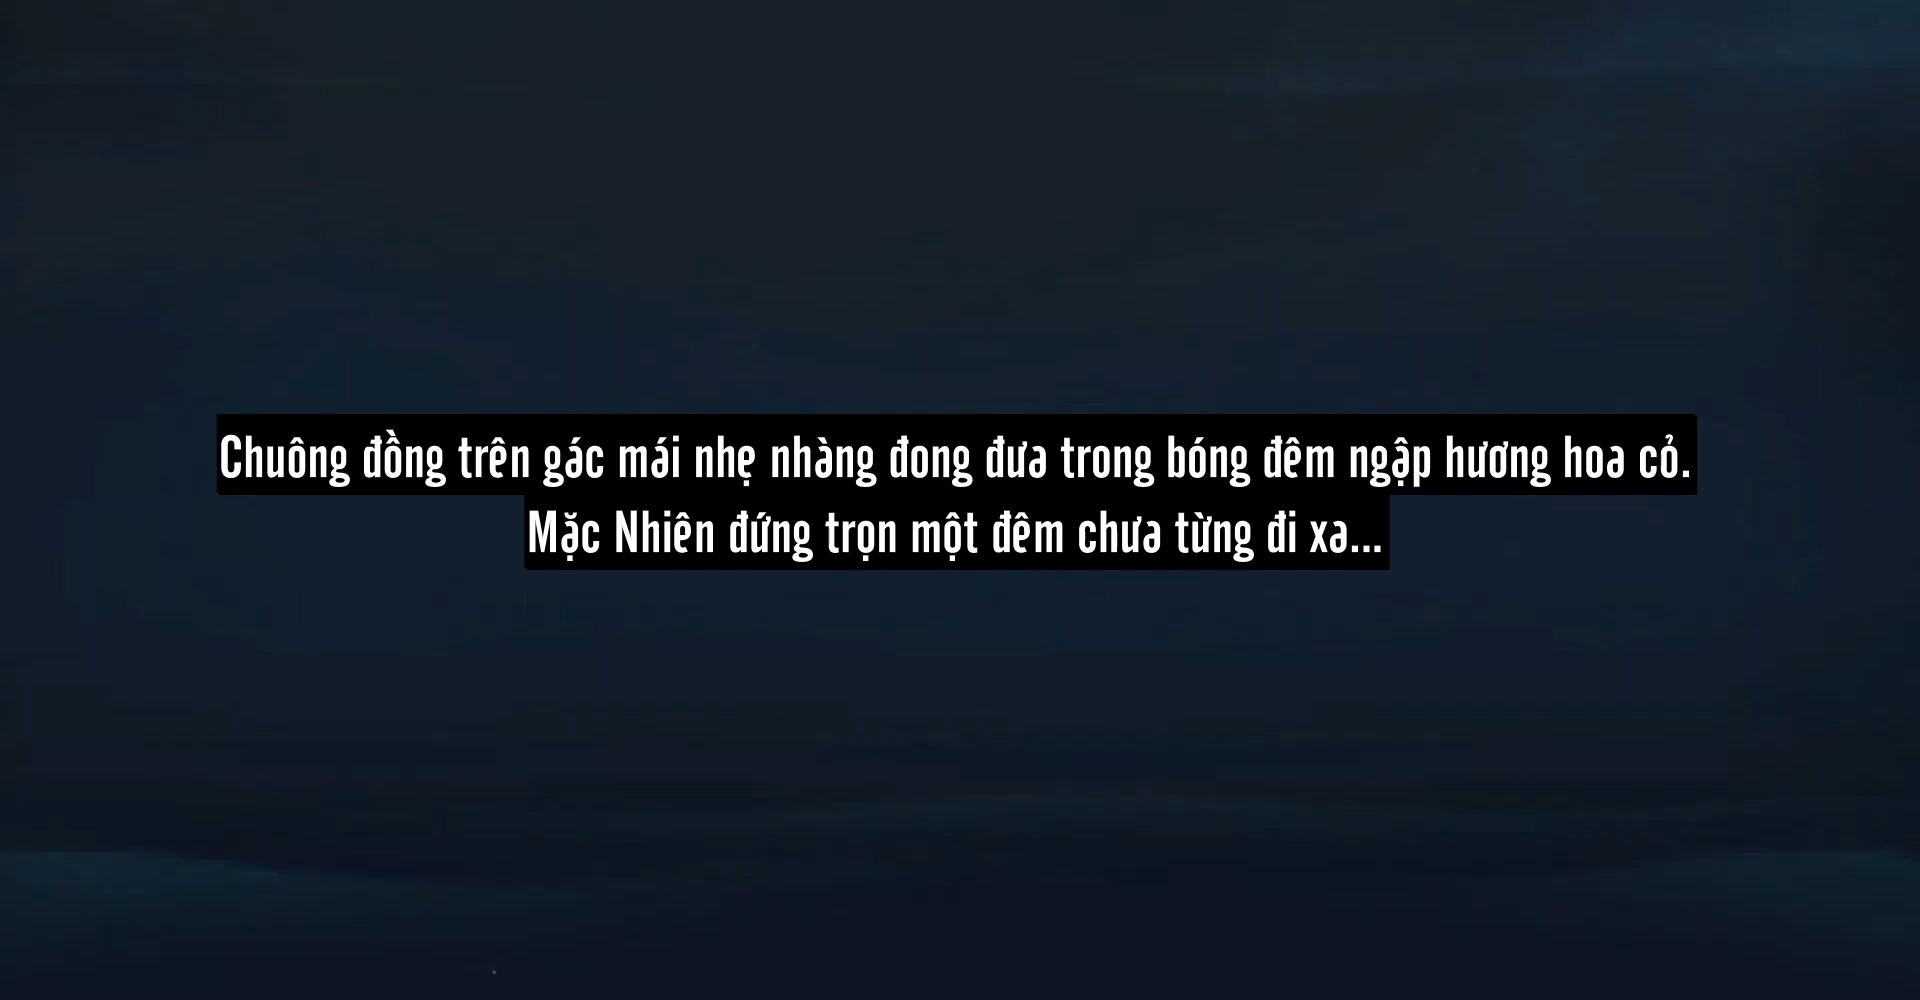 Chuông đồng trên gác mái nhẹ nhàng đong đưa trong bóng đêm ngập hương hoa cỏ.
Mặc Nhiên đứng trọn một đêm chưa từng đi xa...